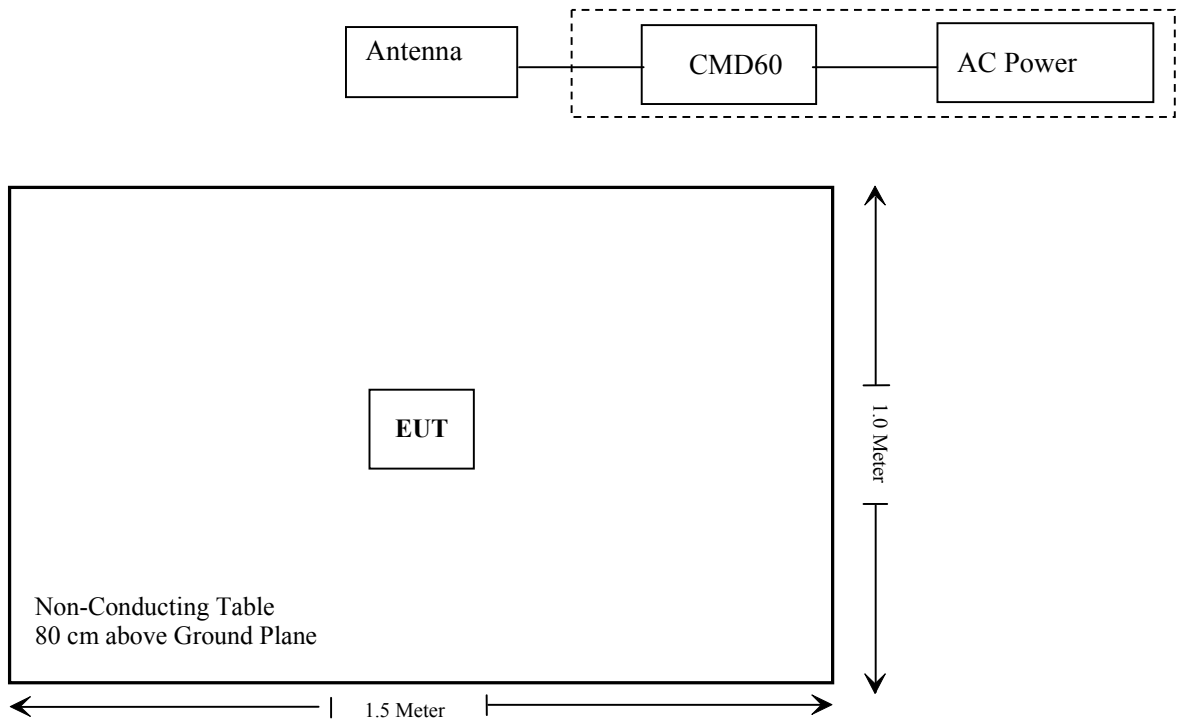 Antenna
CMD60
AC Power
EUT
1.0 Meter
Non-Conducting Table
80 cm above Ground Plane
1.5 Meter